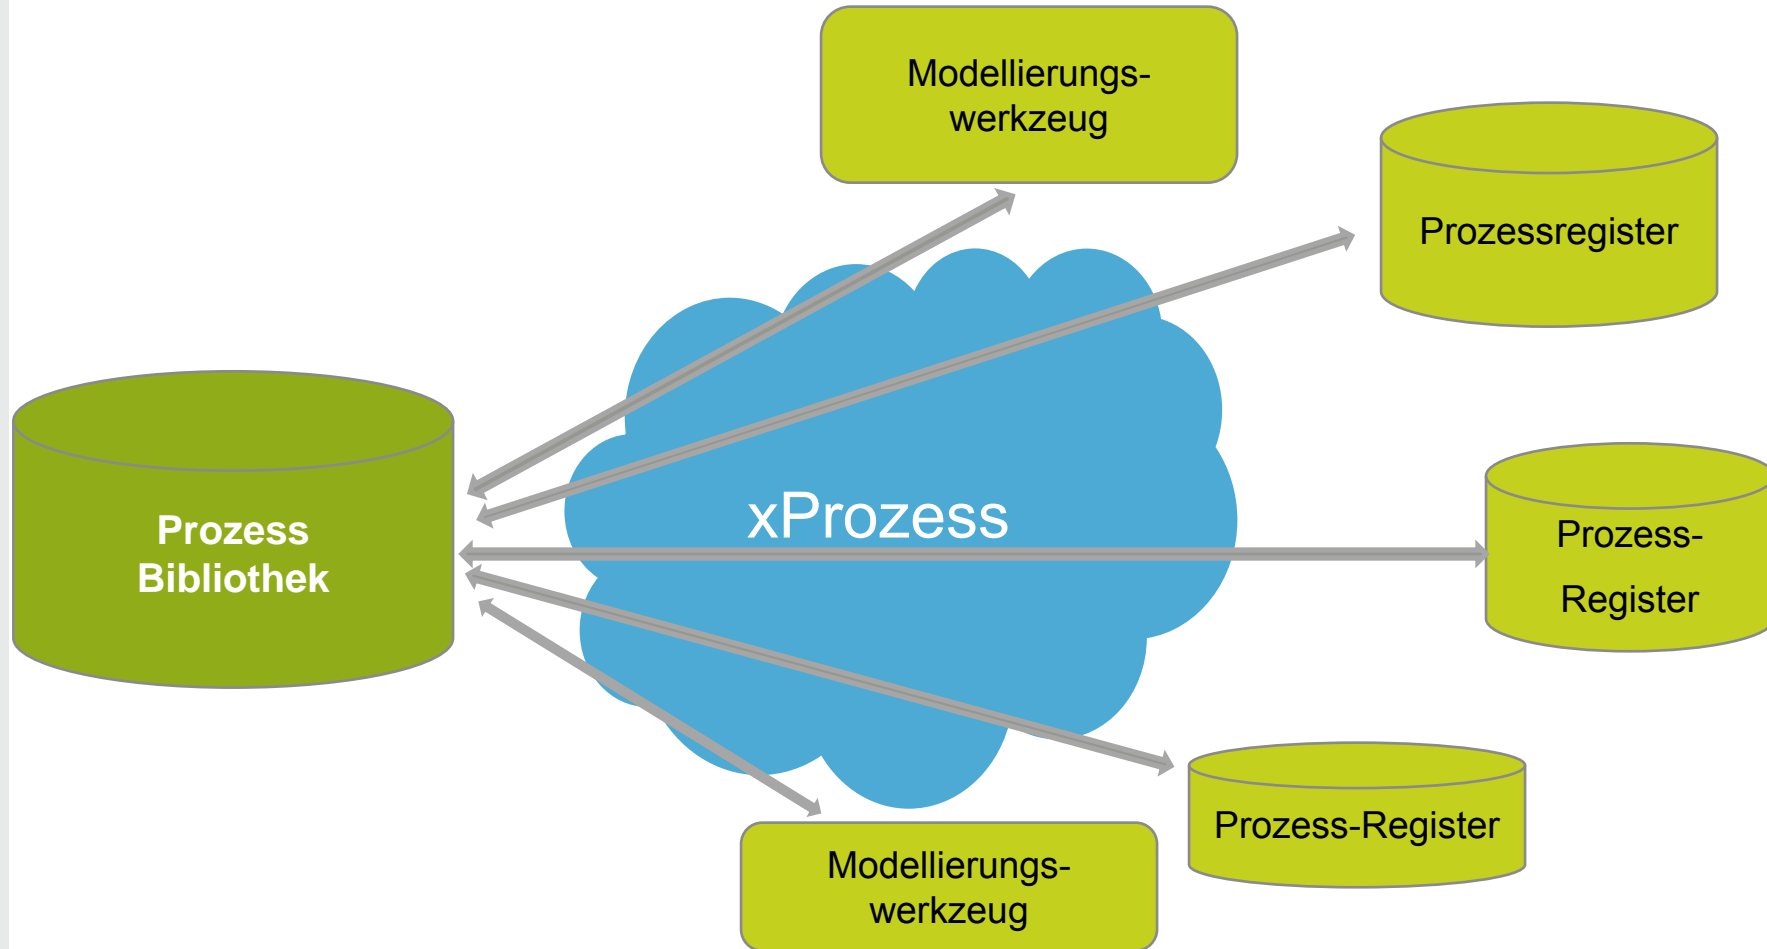 Modellierungs-
werkzeug
Prozessregister
xProzess
Prozess
Bibliothek
Prozess-
Register
Prozess-Register
Modellierungs-
werkzeug